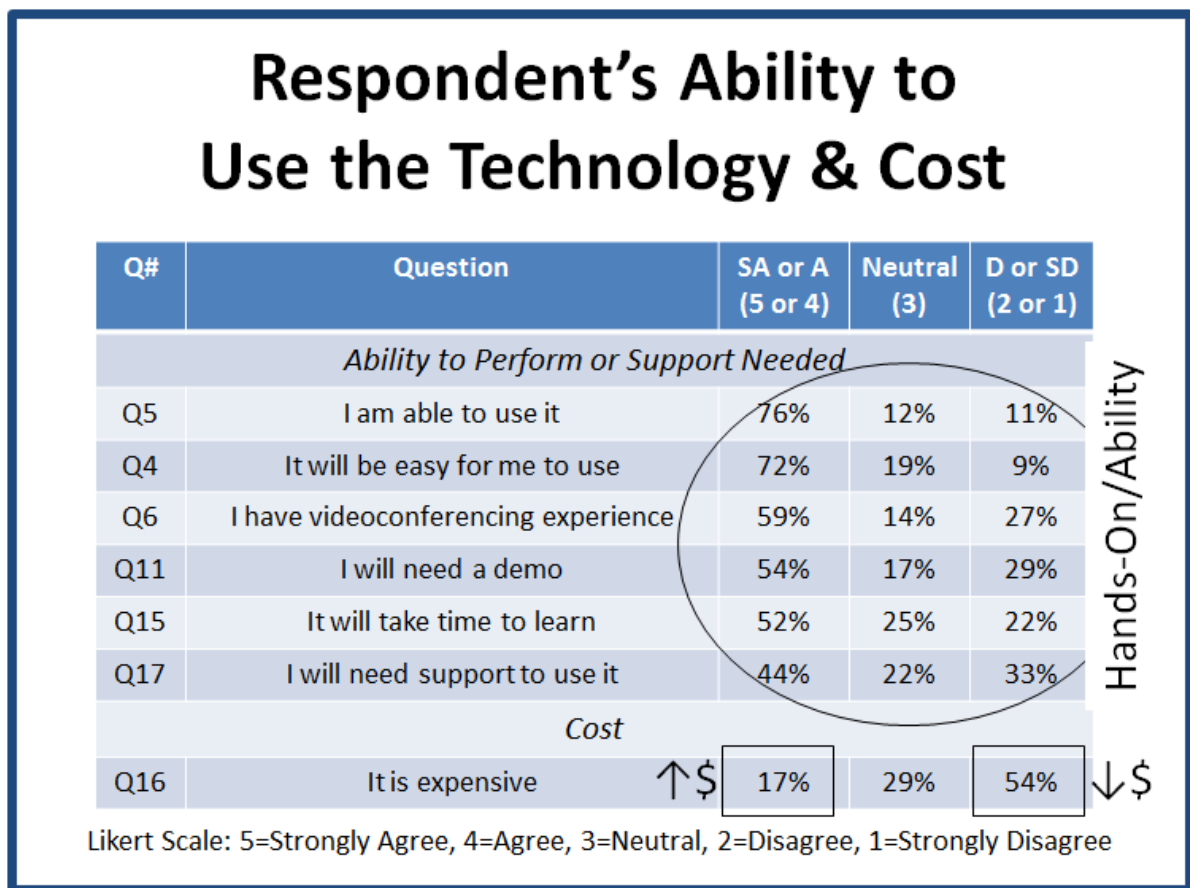 Respondent's Ability to
Use the Technology & Cost
Q# Question SA or A (5 or 4) Neutral (3) D or SD (2 or 1)
Ability to Perform or Support Needed
Q5 I am able to use it 76% 12% 11%
Q4 It will be easy for me to use 72% 19% 9%
Q6 I have videoconferencing experience 59% 14% 27%
Q11 I will need a demo 54% 17% 29%
Q15 It will take time to learn 52% 25% 22%
Q17 I will need support to use it 44% 22% 33%
Hands-On/Ability
Cost
Q16 It is expensive ↑$ 17% 29% 54% ↓$
Likert Scale: 5=Strongly Agree, 4=Agree, 3=Neutral, 2=Disagree, 1=Strongly Disagree